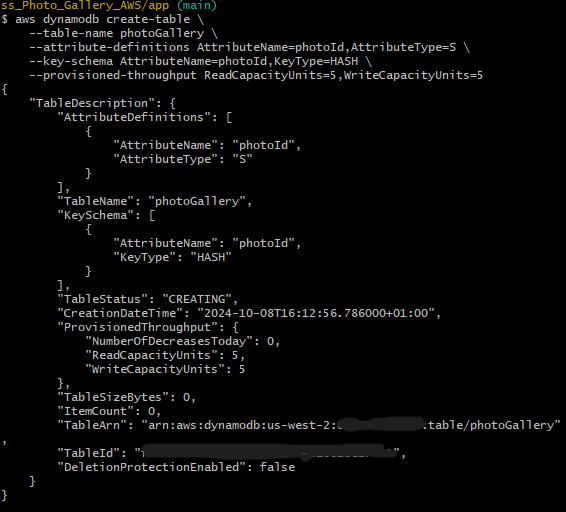 ss_Photo_Gallery_AWS/app (main)
$ aws dynamodb create-table \
    --table-name photoGallery \
    --attribute-definitions AttributeName=photoId,AttributeType=S \
    --key-schema AttributeName=photoId,KeyType=HASH \
    --provisioned-throughput ReadCapacityUnits=5,WriteCapacityUnits=5
{
    "TableDescription": {
        "AttributeDefinitions": [
            {
                "AttributeName": "photoId",
                "AttributeType": "S"
            }
        ],
        "TableName": "photoGallery",
        "KeySchema": [
            {
                "AttributeName": "photoId",
                "KeyType": "HASH"
            }
        ],
        "TableStatus": "CREATING",
        "CreationDateTime": "2024-10-08T16:12:56.786000+01:00",
        "ProvisionedThroughput": {
            "NumberOfDecreasesToday": 0,
            "ReadCapacityUnits": 5,
            "WriteCapacityUnits": 5
        },
        "TableSizeBytes": 0,
        "ItemCount": 0,
        "TableArn": "arn:aws:dynamodb:us-west-2: :table/photoGallery"
,
        "TableId": " ",
        "DeletionProtectionEnabled": false
    }
}